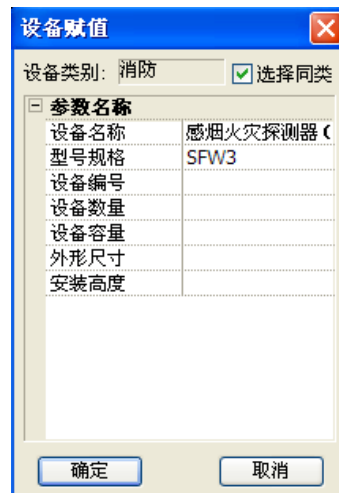 设备赋值
设备类别: 消防 选择同类
参数名称
设备名称 感烟火灾探测器(
型号规格 SFW3
设备编号
设备数量
设备容量
外形尺寸
安装高度
确定 取消